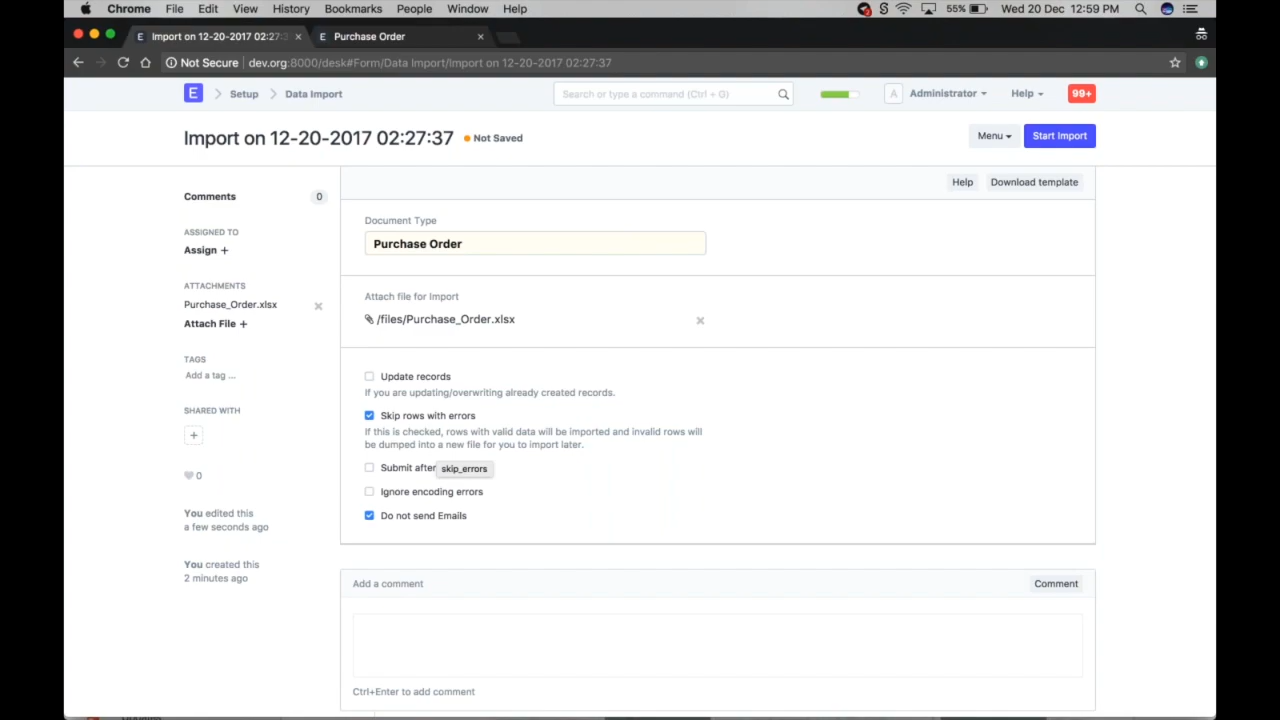 Chrome File Edit View History Bookmarks People Window Help 55% Wed 20 Dec 12:59 PM
E Import on 12-20-2017 02:27:3 × E Purchase Order ×
Not Secure dev.org:8000/desk#Form/Data Import/Import on 12-20-2017 02:27:37
E Setup Data Import Search or type a command (Ctrl + G) A Administrator Help 99+
Import on 12-20-2017 02:27:37 Not Saved Menu Start Import
Help Download template
Comments 0
ASSIGNED TO
Assign +
ATTACHMENTS
Purchase_Order.xlsx ×
Attach File +
TAGS
Add a tag ...
SHARED WITH
+
0
You edited this
a few seconds ago
You created this
2 minutes ago
Document Type
Purchase Order
Attach file for Import
/files/Purchase_Order.xlsx ×
Update records
If you are updating/overwriting already created records.
Skip rows with errors
If this is checked, rows with valid data will be imported and invalid rows will
be dumped into a new file for you to import later.
Submit after skip_errors
Ignore encoding errors
Do not send Emails
Add a comment Comment
Ctrl+Enter to add comment